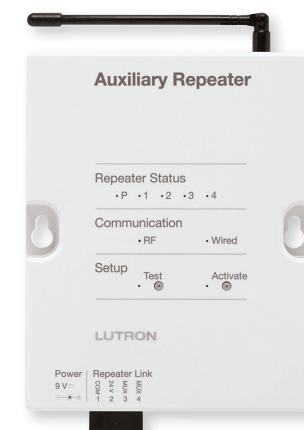 Auxiliary Repeater
Repeater Status
• P • 1 • 2 • 3 • 4
Communication
• RF • Wired
Setup
Test Activate
LUTRON
Power Repeater Link
9 V⎓
COM 24 V MUX MUX
1 2 3 4